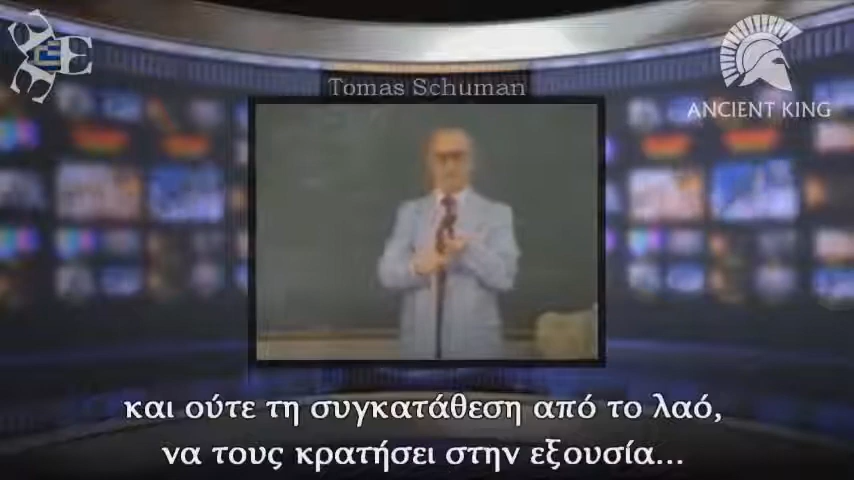 Tomas Schuman
ANCIENT KING
και ούτε τη συγκατάθεση από το λαό,
να τους κρατήσει στην εξουσία...